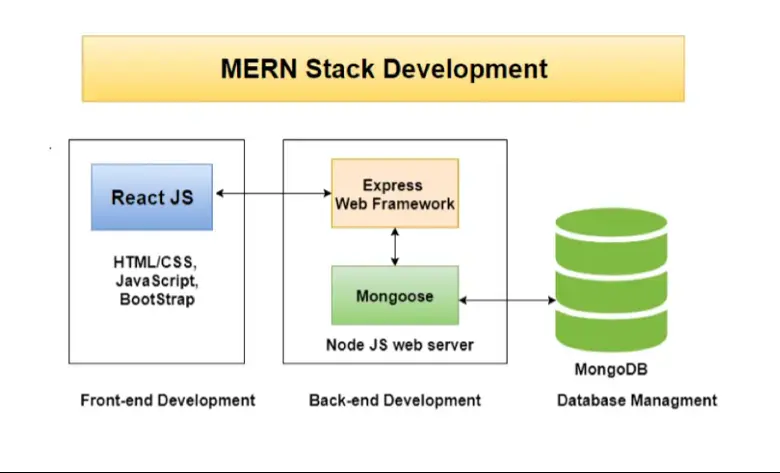 MERN Stack Development
React JS
HTML/CSS,
JavaScript,
BootStrap
Express
Web Framework
Mongoose
Node JS web server
MongoDB
Front-end Development
Back-end Development
Database Managment